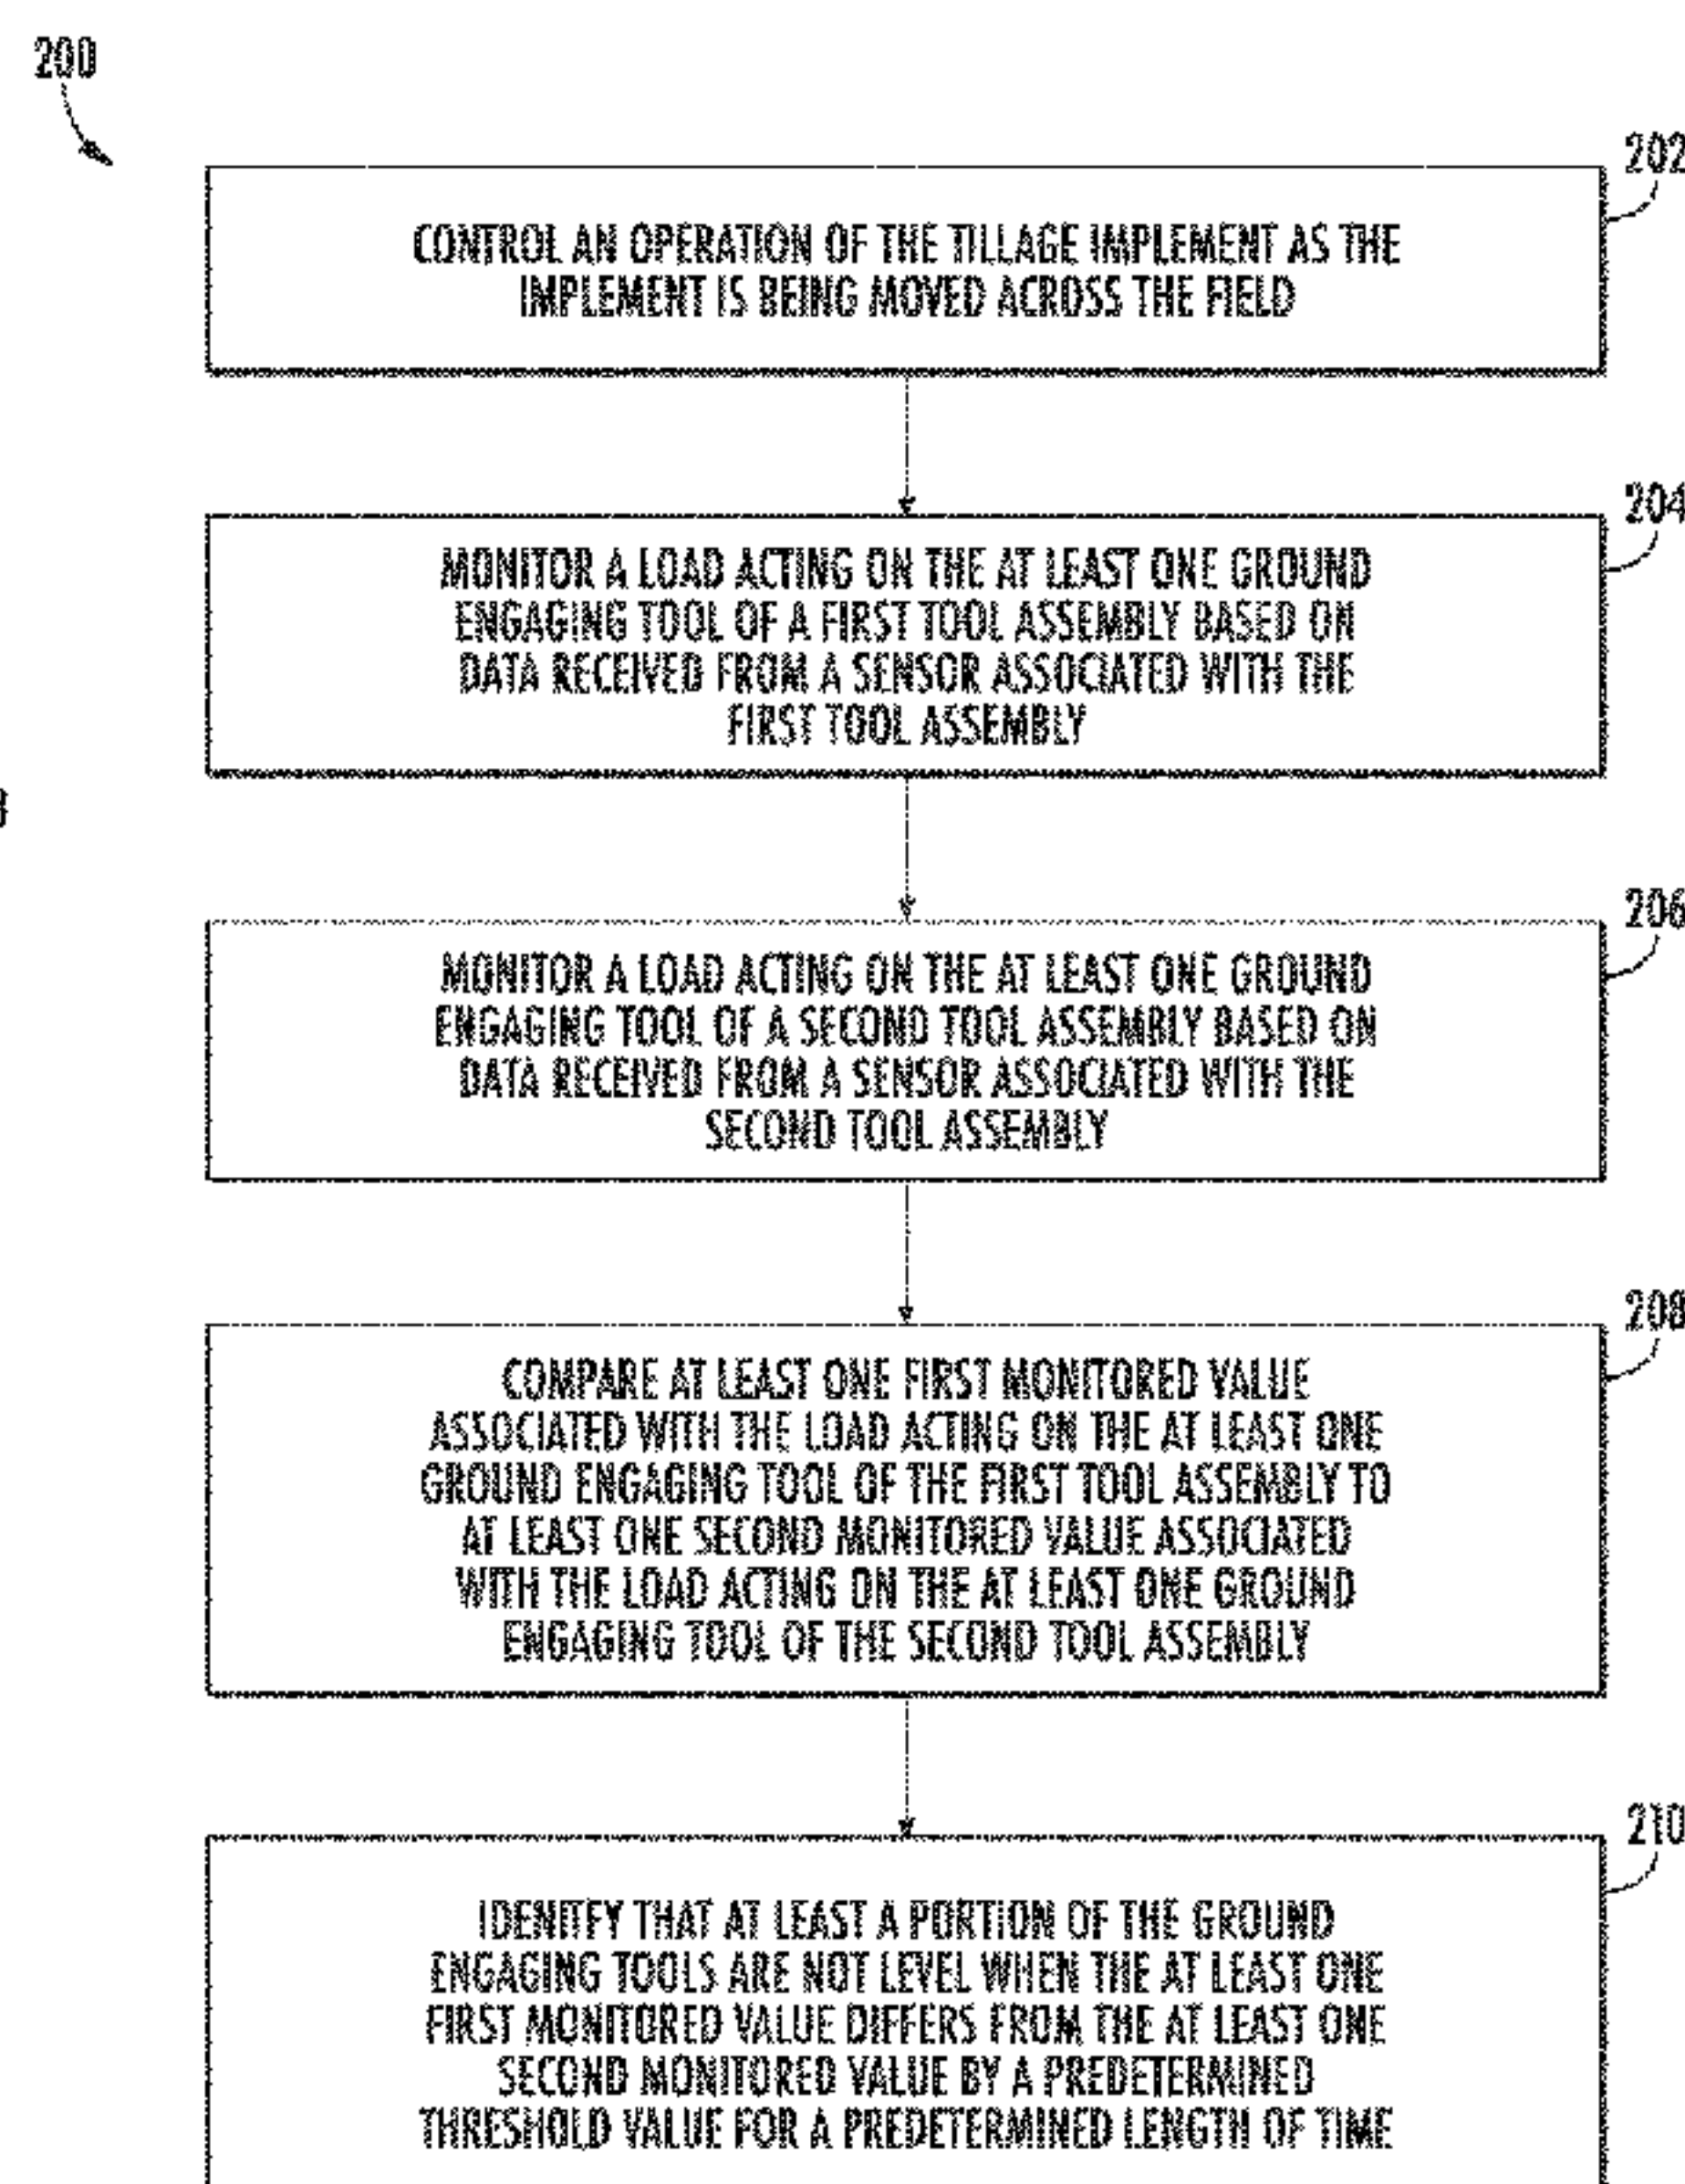 200
202
CONTROL AN OPERATION OF THE TILLAGE IMPLEMENT AS THE
IMPLEMENT IS BEING MOVED ACROSS THE FIELD
204
MONITOR A LOAD ACTING ON THE AT LEAST ONE GROUND
ENGAGING TOOL OF A FIRST TOOL ASSEMBLY BASED ON
DATA RECEIVED FROM A SENSOR ASSOCIATED WITH THE
FIRST TOOL ASSEMBLY
206
MONITOR A LOAD ACTING ON THE AT LEAST ONE GROUND
ENGAGING TOOL OF A SECOND TOOL ASSEMBLY BASED ON
DATA RECEIVED FROM A SENSOR ASSOCIATED WITH THE
SECOND TOOL ASSEMBLY
208
COMPARE AT LEAST ONE FIRST MONITORED VALUE
ASSOCIATED WITH THE LOAD ACTING ON THE AT LEAST ONE
GROUND ENGAGING TOOL OF THE FIRST TOOL ASSEMBLY TO
AT LEAST ONE SECOND MONITORED VALUE ASSOCIATED
WITH THE LOAD ACTING ON THE AT LEAST ONE GROUND
ENGAGING TOOL OF THE SECOND TOOL ASSEMBLY
210
IDENITFY THAT AT LEAST A PORTION OF THE GROUND
ENGAGING TOOLS ARE NOT LEVEL WHEN THE AT LEAST ONE
FIRST MONITORED VALUE DIFFERS FROM THE AT LEAST ONE
SECOND MONITORED VALUE BY A PREDETERMINED
THRESHOLD VALUE FOR A PREDETERMINED LENGTH OF TIME